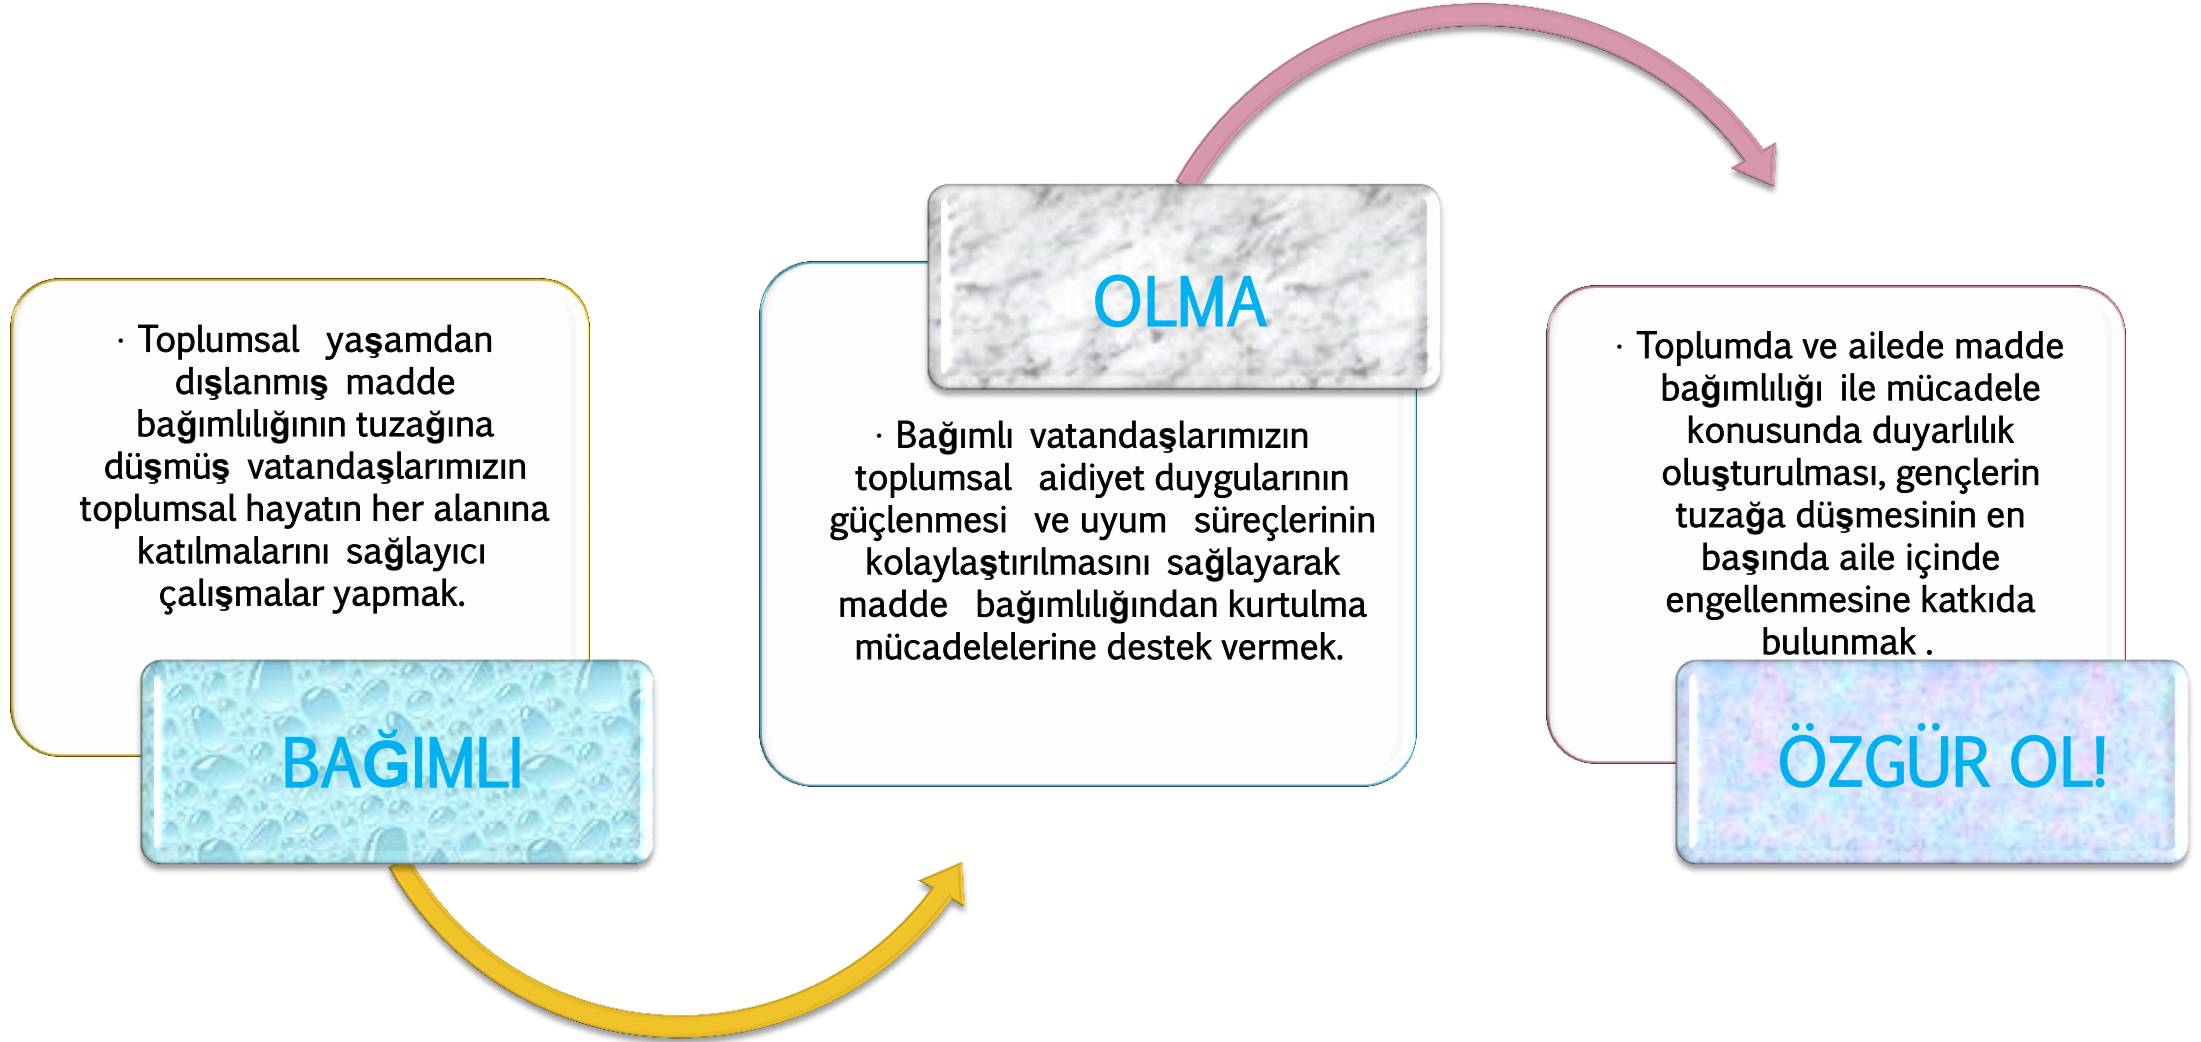 · Toplumsal yaşamdan
dışlanmış madde
bağımlılığının tuzağına
düşmüş vatandaşlarımızın
toplumsal hayatın her alanına
katılmalarını sağlayıcı
çalışmalar yapmak.
BAĞIMLI
OLMA
· Bağımlı vatandaşlarımızın
toplumsal aidiyet duygularının
güçlenmesi ve uyum süreçlerinin
kolaylaştırılmasını sağlayarak
madde bağımlılığından kurtulma
mücadelelerine destek vermek.
· Toplumda ve ailede madde
bağımlılığı ile mücadele
konusunda duyarlılık
oluşturulması, gençlerin
tuzağa düşmesinin en
başında aile içinde
engellenmesine katkıda
bulunmak .
ÖZGÜR OL!